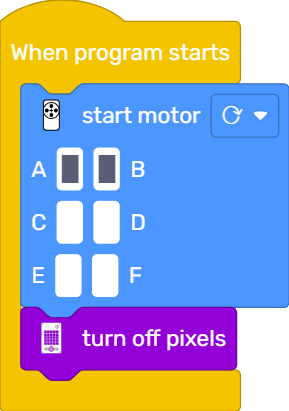 When program starts
start motor
A B
C D
E F
turn off pixels